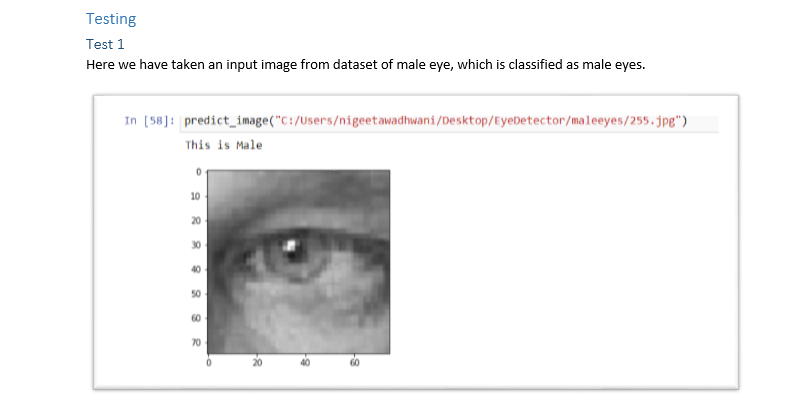 Testing
Test 1
Here we have taken an input image from dataset of male eye, which is classified as male eyes.
In [58]: predict_image("C:/Users/nigeetawadhwani/Desktop/EyeDetector/maleeyes/255.jpg")
This is Male
0
10
20
30
40
50
60
70
0 20 40 60